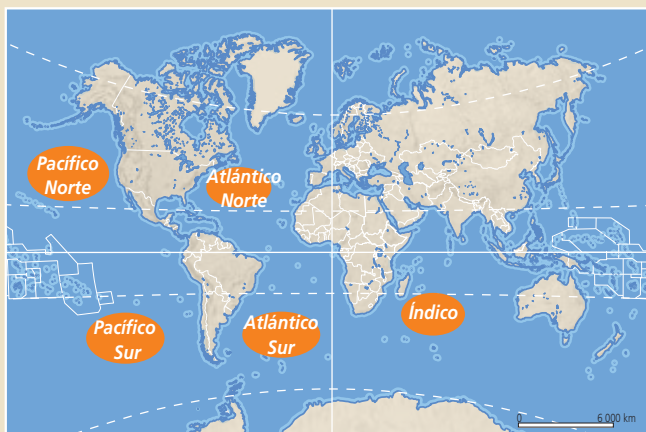 Pacífico
Norte
Atlántico
Norte
Pacífico
Sur
Atlántico
Sur
Índico
0 6 000 km